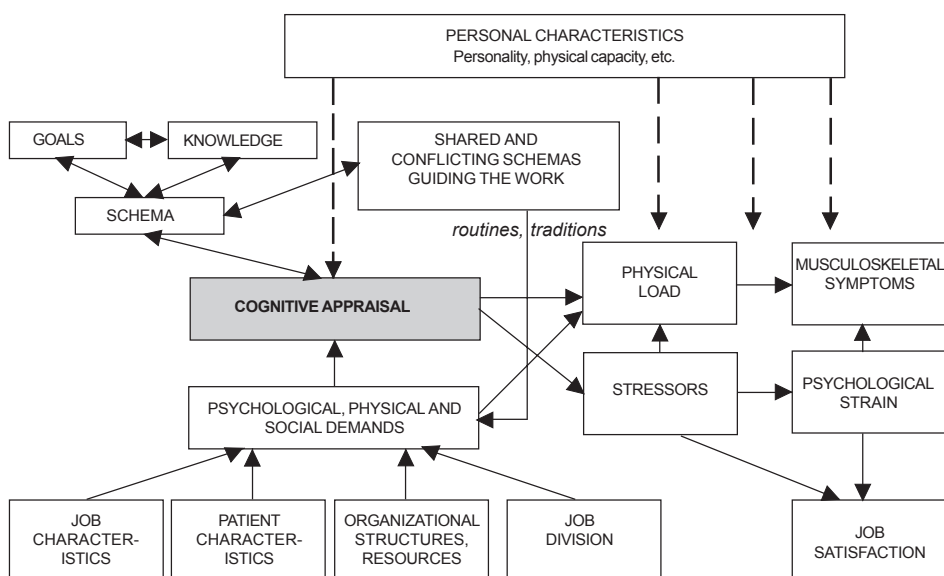 PERSONAL CHARACTERISTICS
Personality, physical capacity, etc.
GOALS
KNOWLEDGE
SHARED AND
CONFLICTING SCHEMAS
GUIDING THE WORK
SCHEMA
routines, traditions
PHYSICAL
LOAD
MUSCULOSKELETAL
SYMPTOMS
COGNITIVE APPRAISAL
STRESSORS
PSYCHOLOGICAL
STRAIN
PSYCHOLOGICAL, PHYSICAL AND
SOCIAL DEMANDS
JOB
CHARACTER-
ISTICS
PATIENT
CHARACTER-
ISTICS
ORGANIZATIONAL
STRUCTURES,
RESOURCES
JOB
DIVISION
JOB
SATISFACTION